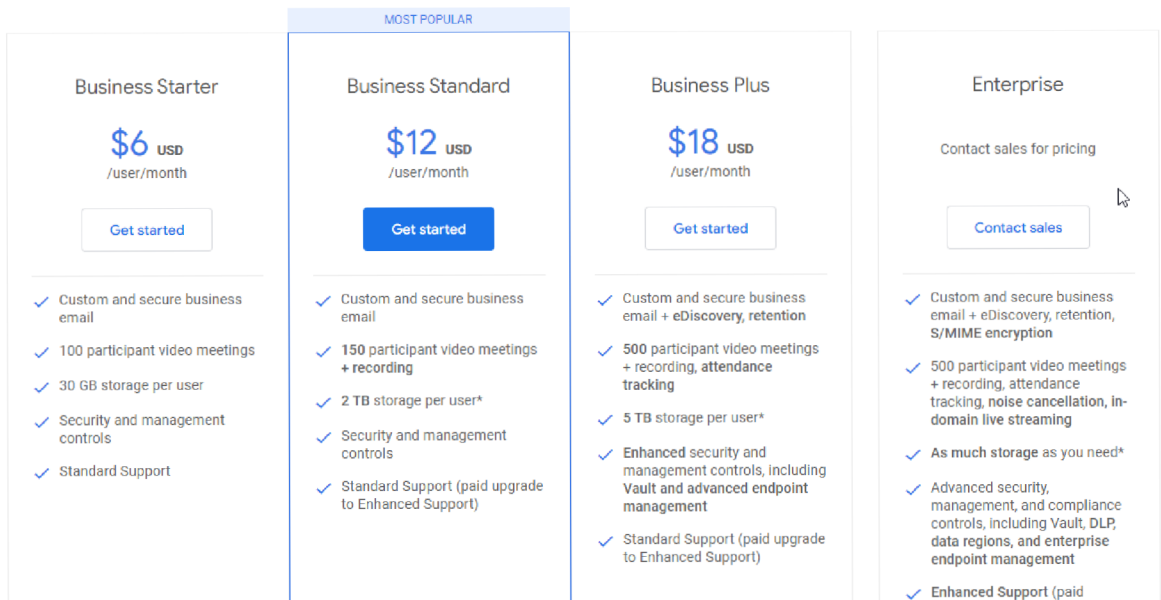 MOST POPULAR
Business Starter
$6 USD
/user/month
Get started
Custom and secure business
email
100 participant video meetings
30 GB storage per user
Security and management
controls
Standard Support
Business Standard
$12 USD
/user/month
Get started
Custom and secure business
email
150 participant video meetings
+ recording
2 TB storage per user*
Security and management
controls
Standard Support (paid upgrade
to Enhanced Support)
Business Plus
$18 USD
/user/month
Get started
Custom and secure business
email + eDiscovery, retention
500 participant video meetings
+ recording, attendance
tracking
5 TB storage per user*
Enhanced security and
management controls, including
Vault and advanced endpoint
management
Standard Support (paid upgrade
to Enhanced Support)
Enterprise
Contact sales for pricing
Contact sales
Custom and secure business
email + eDiscovery, retention,
S/MIME encryption
500 participant video meetings
+ recording, attendance
tracking, noise cancellation, in-
domain live streaming
As much storage as you need*
Advanced security,
management, and compliance
controls, including Vault, DLP,
data regions, and enterprise
endpoint management
Enhanced Support (paid